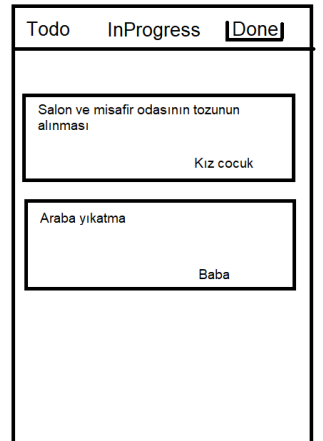 Todo InProgress Done
Salon ve misafir odasının tozunun
alınması
Kız cocuk
Araba yıkatma
Baba